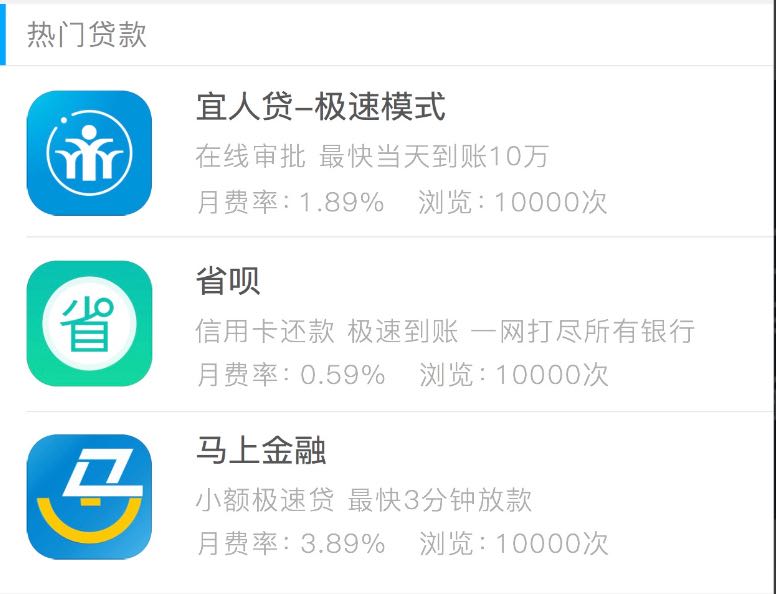 热门贷款
宜人贷-极速模式
在线审批 最快当天到账10万
月费率: 1.89% 浏览: 10000次
省
省呗
信用卡还款 极速到账 一网打尽所有银行
月费率: 0.59% 浏览: 10000次
马上金融
小额极速贷 最快3分钟放款
月费率: 3.89% 浏览: 10000次